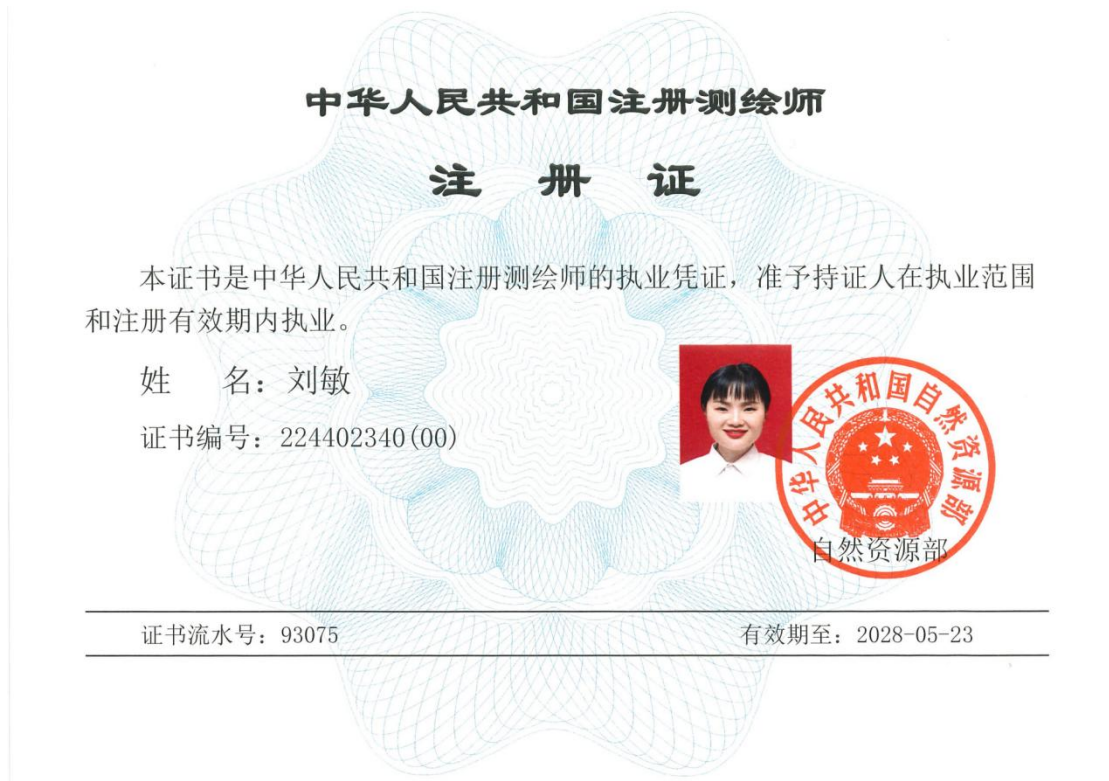 中华人民共和国注册测绘师
注 册 证
本证书是中华人民共和国注册测绘师的执业凭证，准予持证人在执业范围
和注册有效期内执业。
姓 名：刘敏
证书编号：224402340(00)
中华人民共和国自然资源部
自然资源部
证书流水号：93075
有效期至：2028-05-23